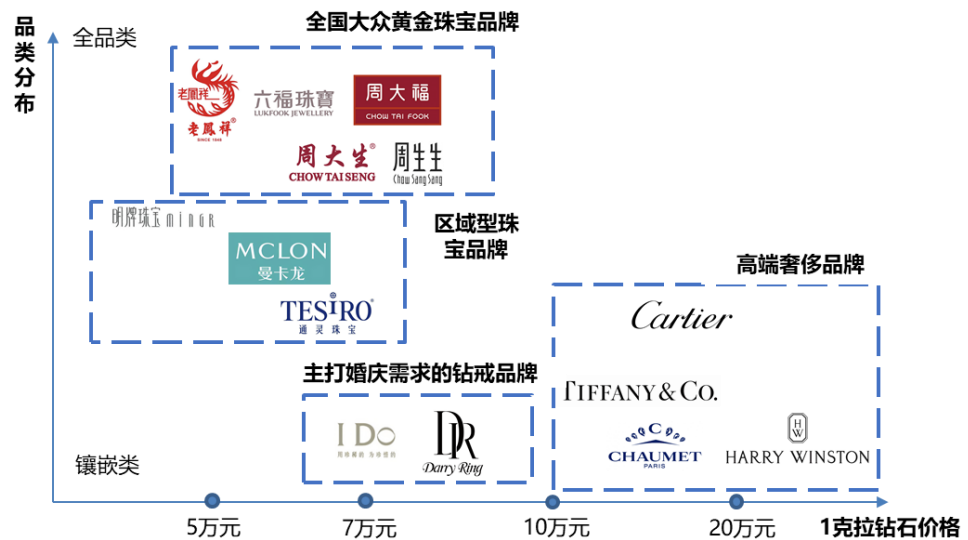 品类分布
全品类
全国大众黄金珠宝品牌
老鳳祥
老鳳祥®
SINCE 1848
六福珠寶
LUKFOOK JEWELLERY
周大福
CHOW TAI FOOK
周大生®
CHOW TAI SENG
周生生
Chow Sang Sang
明牌珠宝 MINGR
MCLON
曼卡龙
TESIRO®
通灵珠宝
区域型珠
宝品牌
高端奢侈品牌
Cartier
TIFFANY & CO.
C
CHAUMET
PARIS
HW
HARRY WINSTON
主打婚庆需求的钻戒品牌
I DO
DR
Darry Ring
镶嵌类
5万元
7万元
10万元
20万元
1克拉钻石价格